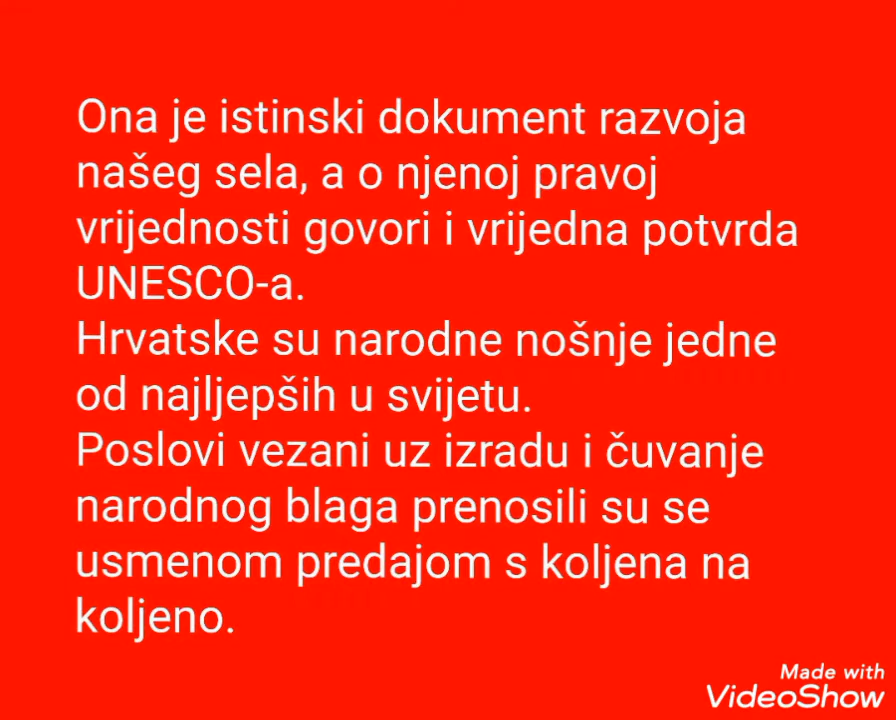 Ona je istinski dokument razvoja
našeg sela, a o njenoj pravoj
vrijednosti govori i vrijedna potvrda
UNESCO-a.
Hrvatske su narodne nošnje jedne
od najljepših u svijetu.
Poslovi vezani uz izradu i čuvanje
narodnog blaga prenosili su se
usmenom predajom s koljena na
koljeno.
Made with
VideoShow